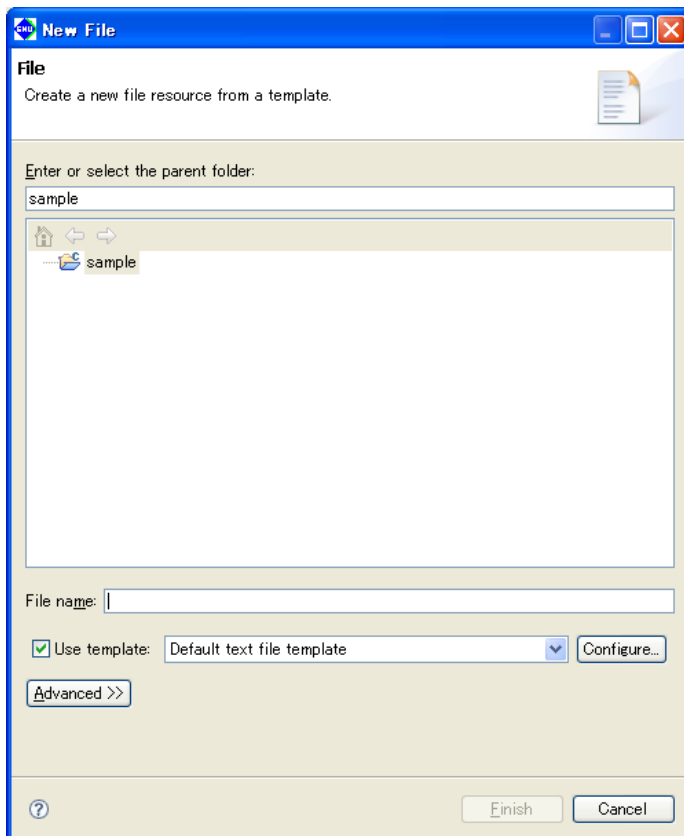 GNU New File
File
Create a new file resource from a template.
Enter or select the parent folder:
sample
C sample
File name:
Use template: Default text file template Configure...
Advanced >>
? Finish Cancel